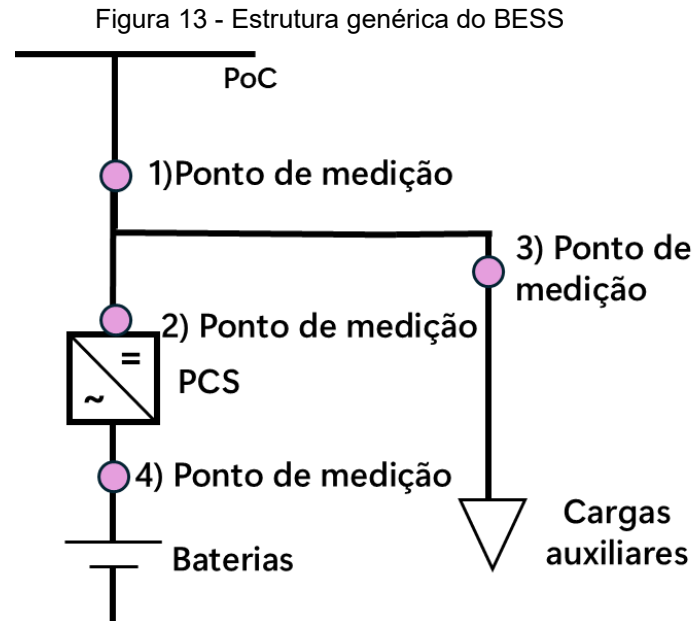 Figura 13 - Estrutura genérica do BESS
PoC
1)Ponto de medição
3) Ponto de
medição
2) Ponto de medição
=
~
PCS
4) Ponto de medição
Cargas
auxiliares
Baterias